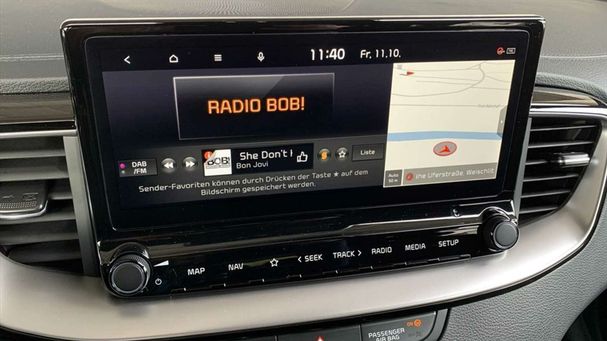 11:40 Fr. 11.10.
RADIO BOB!
DAB
/FM
BOB!
She Don't
Bon Jovi
Liste
Sender-Favoriten können durch Drücken der Taste ★ auf dem
Bildschirm gespeichert werden.
Auto
Uferstraße, Weischlit
MAP NAV ☆ < SEEK TRACK > RADIO MEDIA SETUP
PASSENGER
AIR BAG